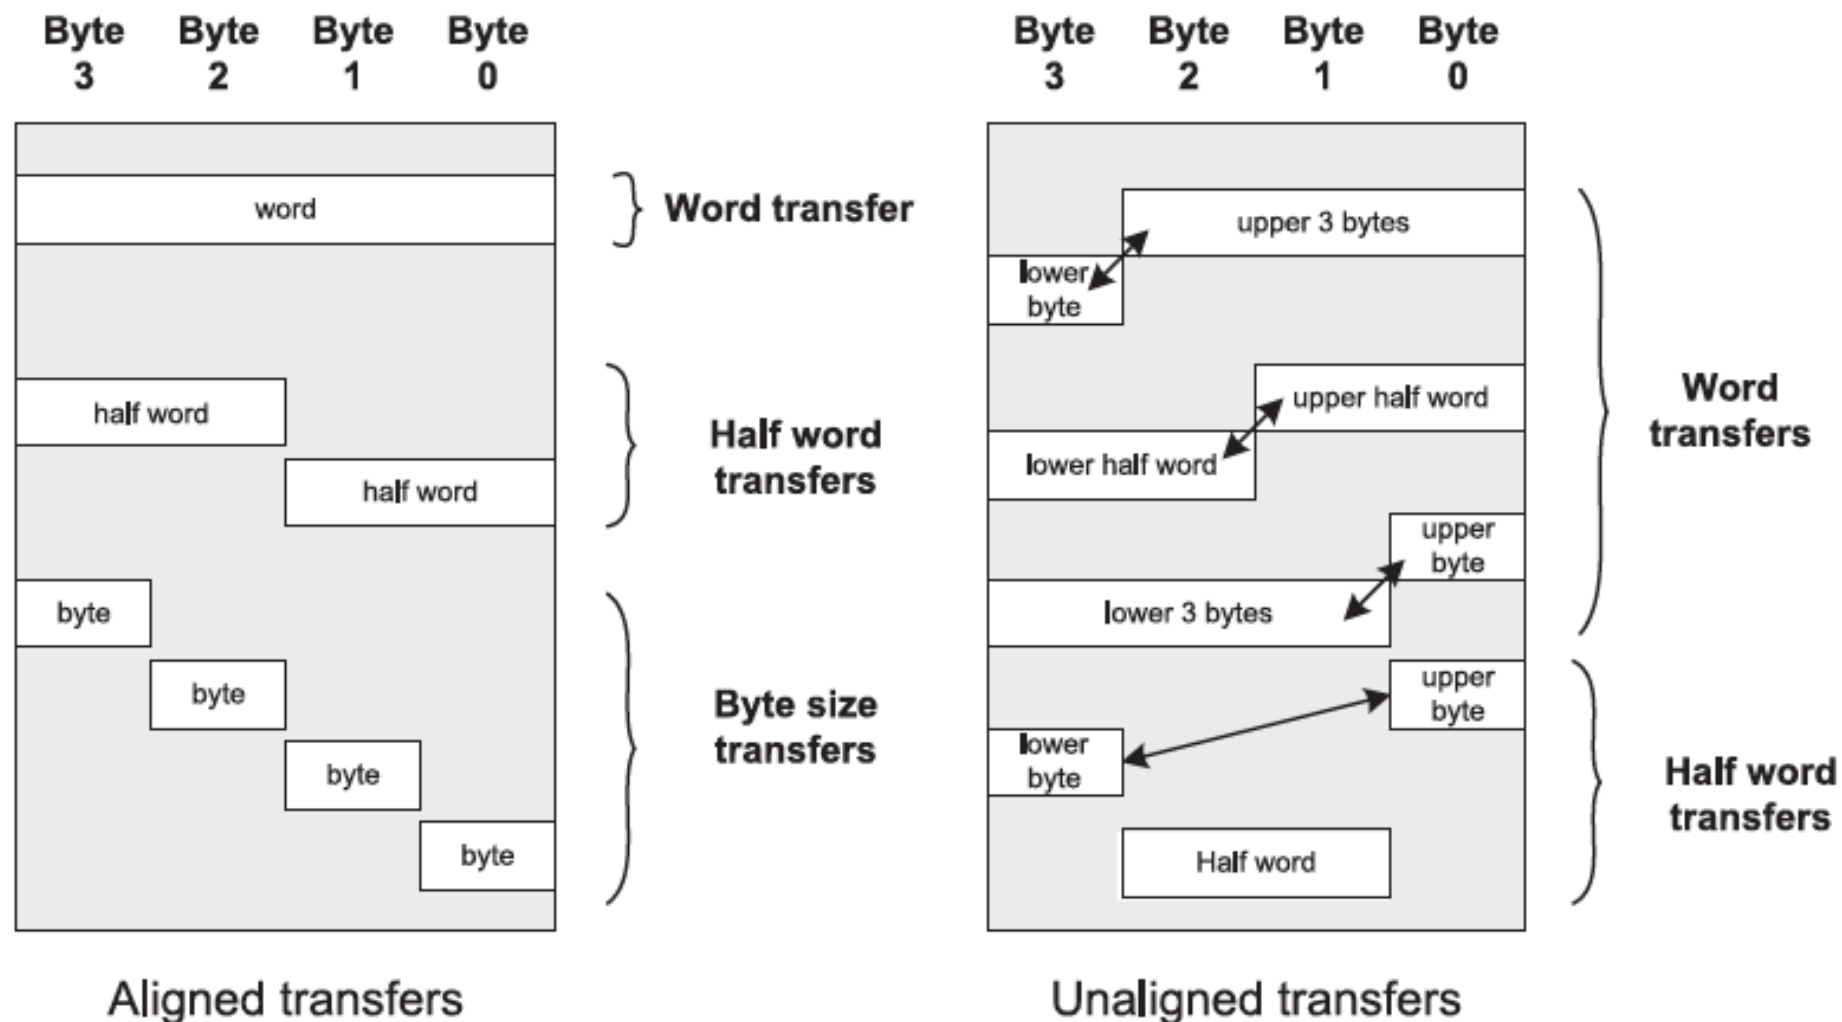 Byte Byte Byte Byte
3 2 1 0
word
Word transfer
half word
half word
Half word
transfers
byte
byte
byte
byte
Byte size
transfers
Aligned transfers
Byte Byte Byte Byte
3 2 1 0
upper 3 bytes
lower
byte
upper half word
lower half word
upper
byte
lower 3 bytes
Word
transfers
upper
byte
lower
byte
Half word
Half word
transfers
Unaligned transfers